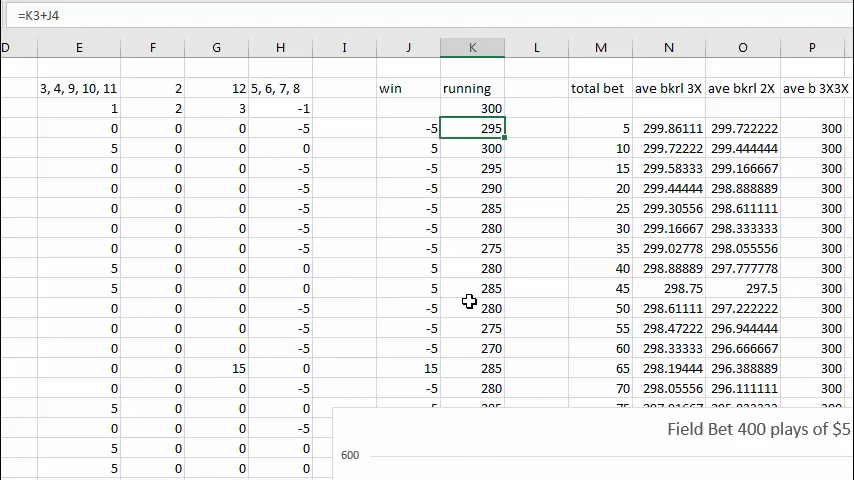 =K3+J4
D E F G H I J K L M N O P
3, 4, 9, 10, 11 2 12 5, 6, 7, 8 win running total bet ave bkrl 3X ave bkrl 2X ave b 3X3X
1 2 3 -1 300
0 0 0 -5 -5 295 5 299.86111 299.722222 300
5 0 0 0 5 300 10 299.72222 299.444444 300
0 0 0 -5 -5 295 15 299.58333 299.166667 300
0 0 0 -5 -5 290 20 299.44444 298.888889 300
0 0 0 -5 -5 285 25 299.30556 298.611111 300
0 0 0 -5 -5 280 30 299.16667 298.333333 300
0 0 0 -5 -5 275 35 299.02778 298.055556 300
5 0 0 0 5 280 40 298.88889 297.777778 300
5 0 0 0 5 285 45 298.75 297.5 300
0 0 0 -5 -5 280 50 298.61111 297.222222 300
0 0 0 -5 -5 275 55 298.47222 296.944444 300
0 0 0 -5 -5 270 60 298.33333 296.666667 300
0 0 15 0 15 285 65 298.19444 296.388889 300
0 0 0 -5 -5 280 70 298.05556 296.111111 300
5 0 0 0
0 0 0 -5 Field Bet 400 plays of $5
5 0 0 0 600
5 0 0 0